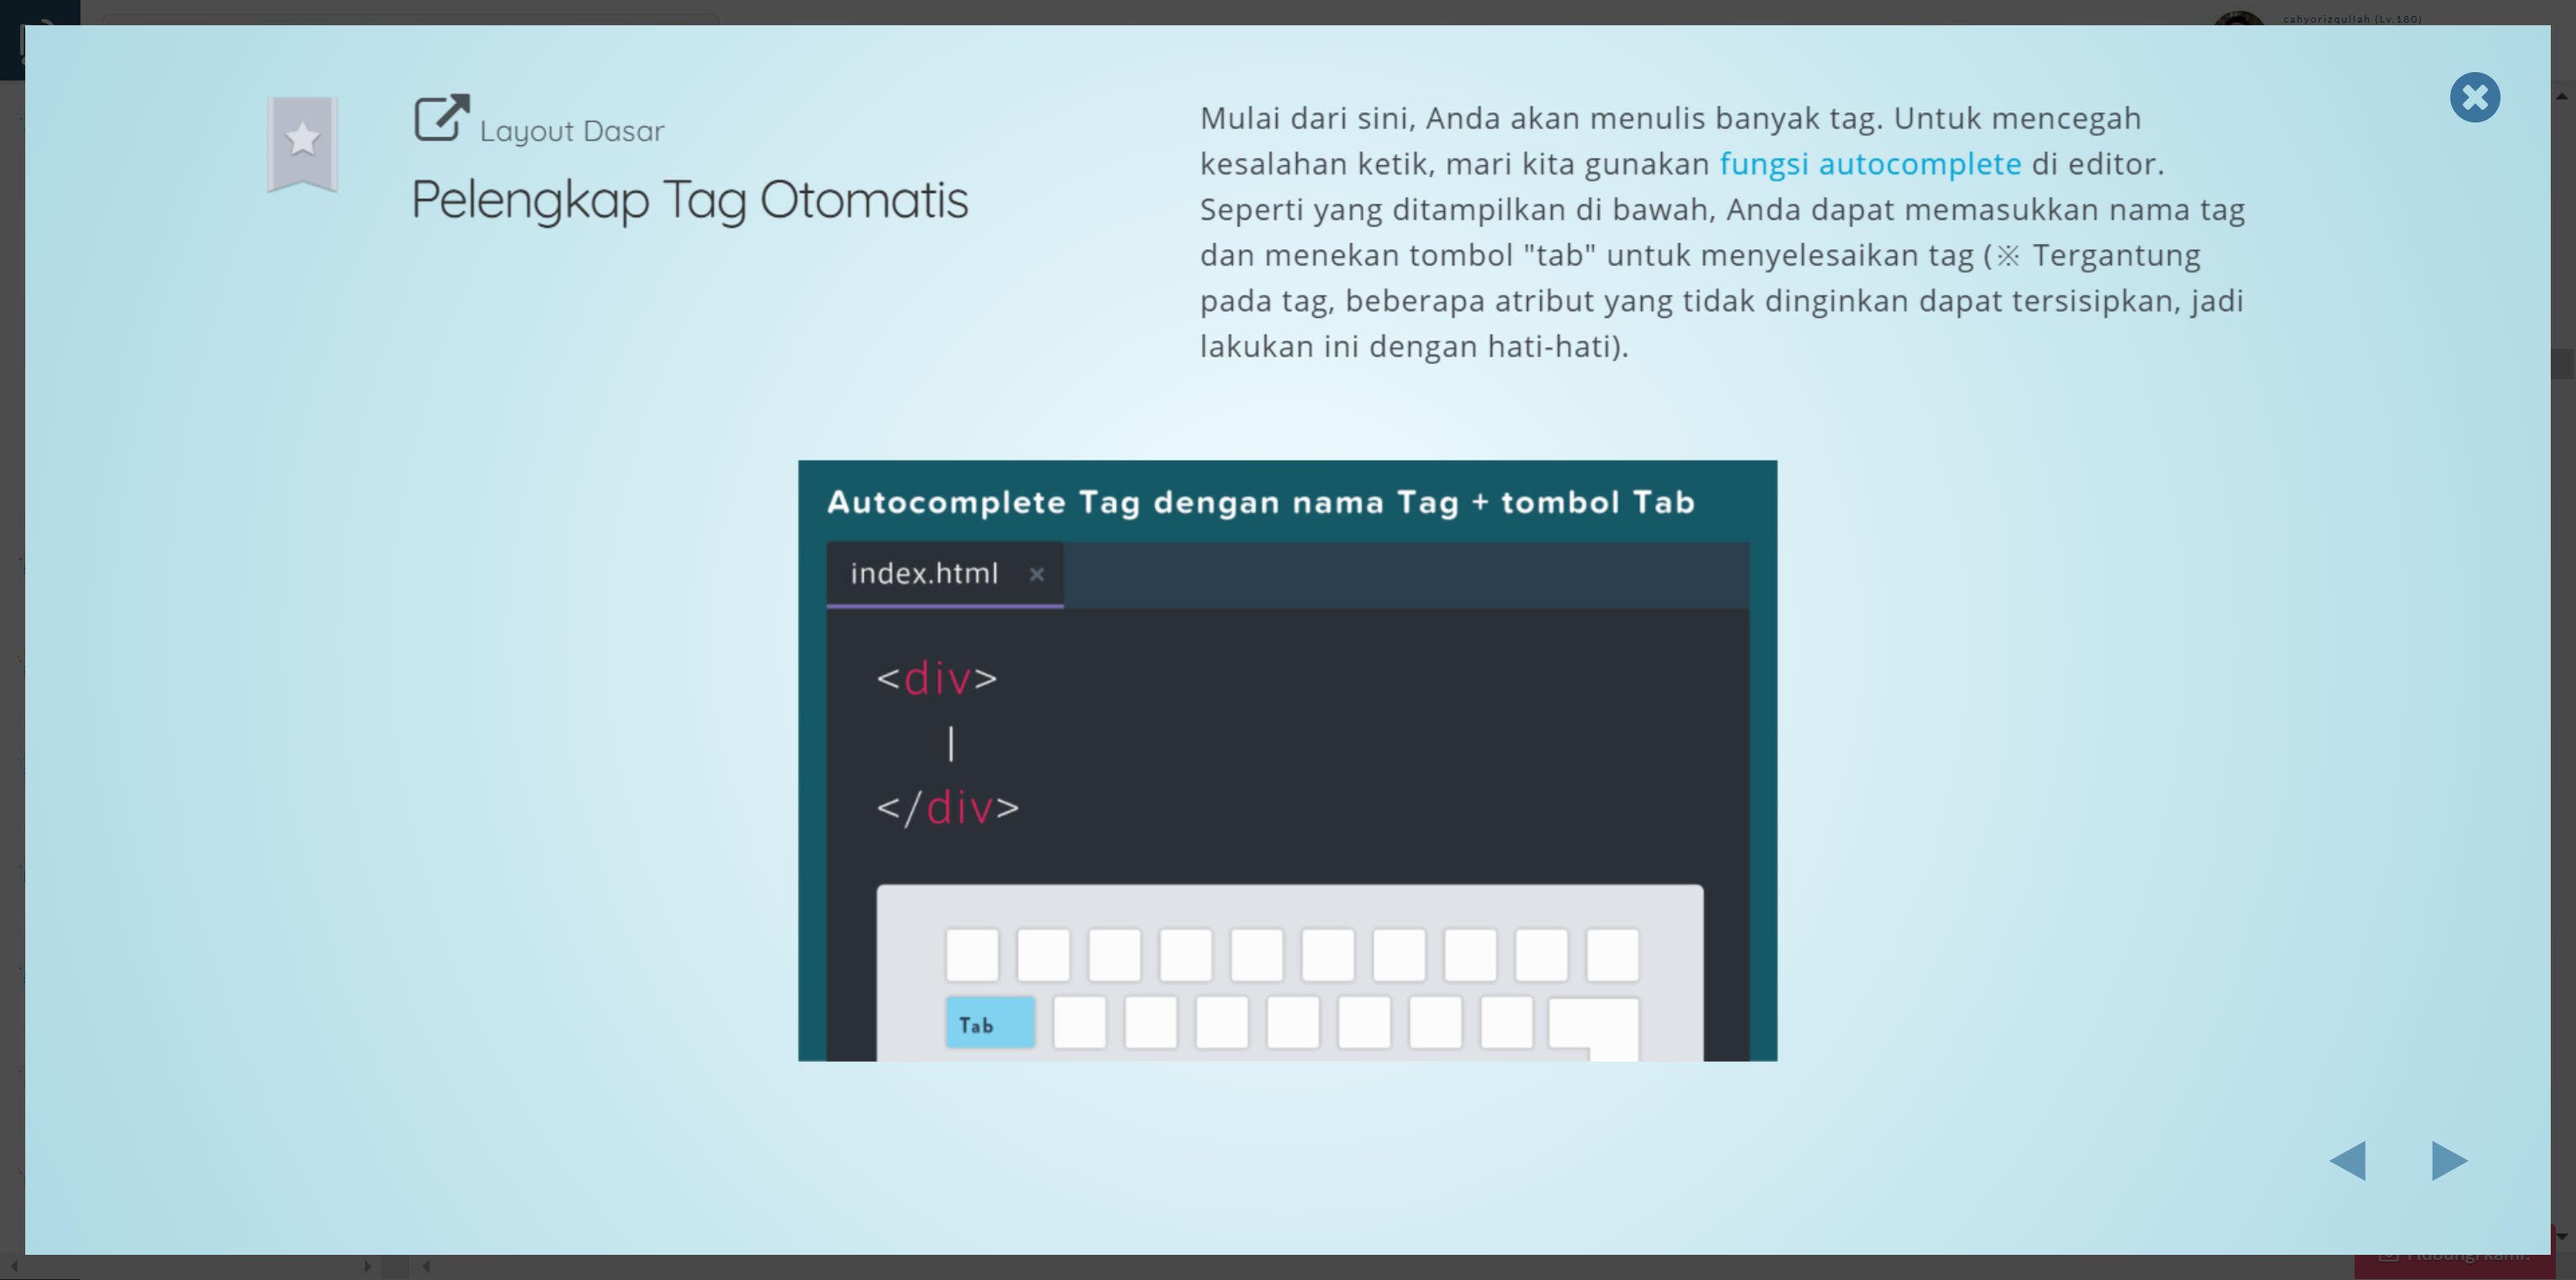 cahyorizqullah (Lv.180)
Layout Dasar
Pelengkap Tag Otomatis
Mulai dari sini, Anda akan menulis banyak tag. Untuk mencegah
kesalahan ketik, mari kita gunakan fungsi autocomplete di editor.
Seperti yang ditampilkan di bawah, Anda dapat memasukkan nama tag
dan menekan tombol "tab" untuk menyelesaikan tag (※ Tergantung
pada tag, beberapa atribut yang tidak dinginkan dapat tersisipkan, jadi
lakukan ini dengan hati-hati).
Autocomplete Tag dengan nama Tag + tombol Tab
index.html ×
<div>
|
</div>
Tab